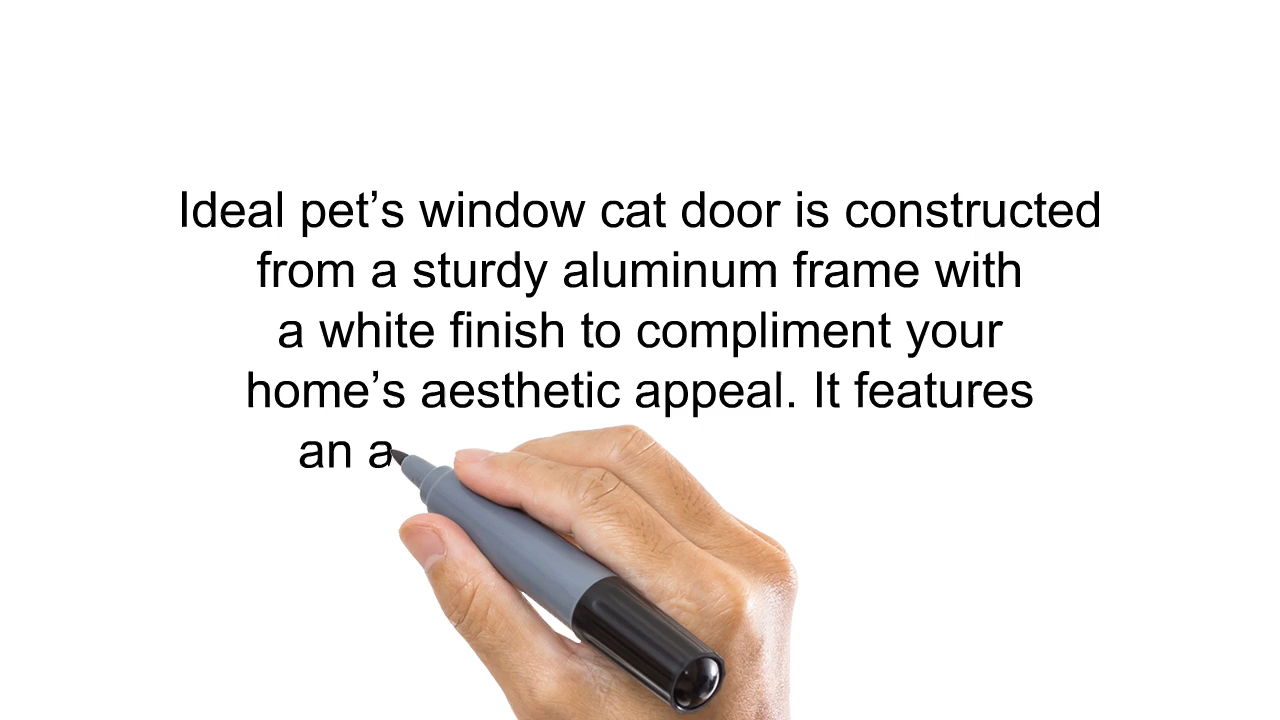 Ideal pet’s window cat door is constructed
from a sturdy aluminum frame with
a white finish to compliment your
home’s aesthetic appeal. It features
an a